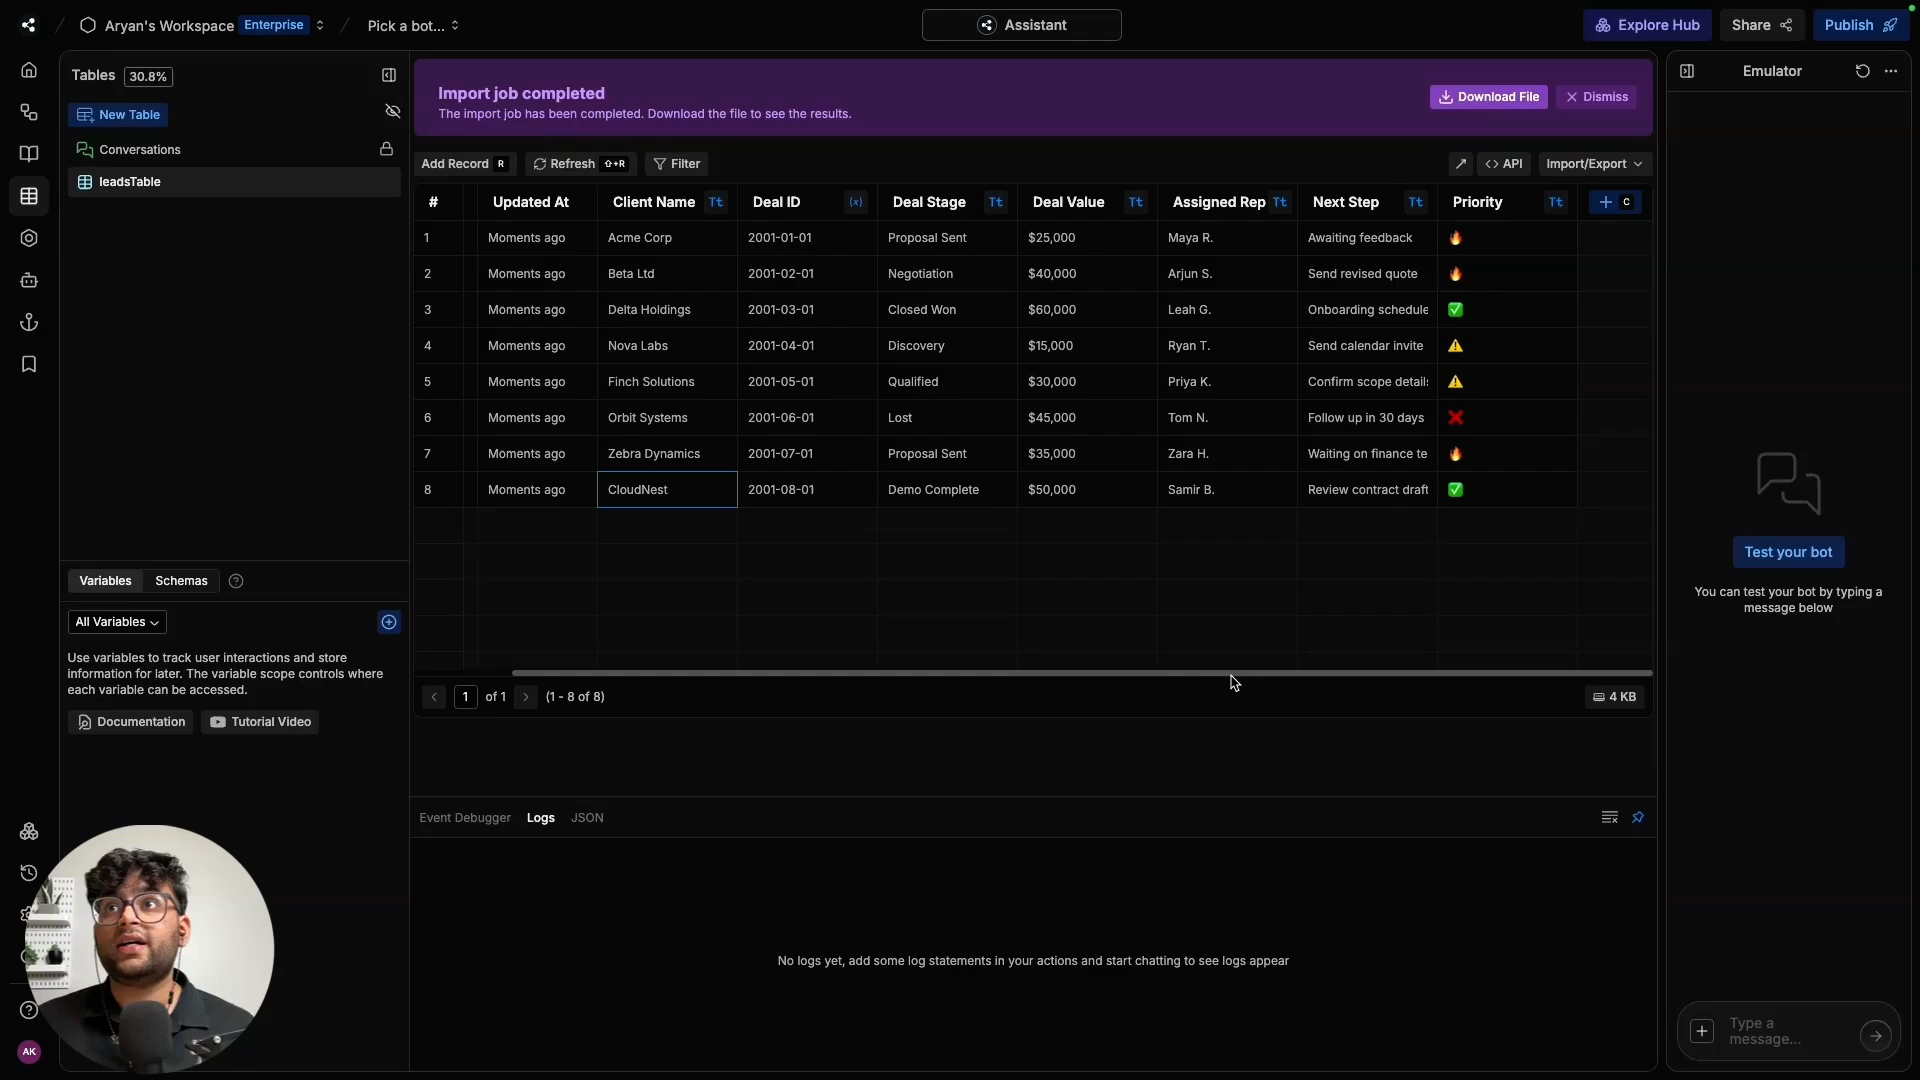 Aryan's Workspace Enterprise
Pick a bot...
Assistant
Explore Hub
Share
Publish
Tables 30.8%
New Table
Conversations
leadsTable
Import job completed
The import job has been completed. Download the file to see the results.
Download File
Dismiss
Add Record R
Refresh ⇧+R
Filter
<> API
Import/Export
# Updated At Client Name Tt Deal ID (x) Deal Stage Tt Deal Value Tt Assigned Rep Tt Next Step Tt Priority Tt + C
1 Moments ago Acme Corp 2001-01-01 Proposal Sent $25,000 Maya R. Awaiting feedback 🔥
2 Moments ago Beta Ltd 2001-02-01 Negotiation $40,000 Arjun S. Send revised quote 🔥
3 Moments ago Delta Holdings 2001-03-01 Closed Won $60,000 Leah G. Onboarding schedule ✅
4 Moments ago Nova Labs 2001-04-01 Discovery $15,000 Ryan T. Send calendar invite ⚠️
5 Moments ago Finch Solutions 2001-05-01 Qualified $30,000 Priya K. Confirm scope detail ⚠️
6 Moments ago Orbit Systems 2001-06-01 Lost $45,000 Tom N. Follow up in 30 days ❌
7 Moments ago Zebra Dynamics 2001-07-01 Proposal Sent $35,000 Zara H. Waiting on finance te 🔥
8 Moments ago CloudNest 2001-08-01 Demo Complete $50,000 Samir B. Review contract draft ✅
1 of 1 (1 - 8 of 8)
4 KB
Variables Schemas
All Variables
Use variables to track user interactions and store
information for later. The variable scope controls where
each variable can be accessed.
Documentation
Tutorial Video
Event Debugger Logs JSON
No logs yet, add some log statements in your actions and start chatting to see logs appear
AK
Emulator
Test your bot
You can test your bot by typing a
message below
Type a
message...